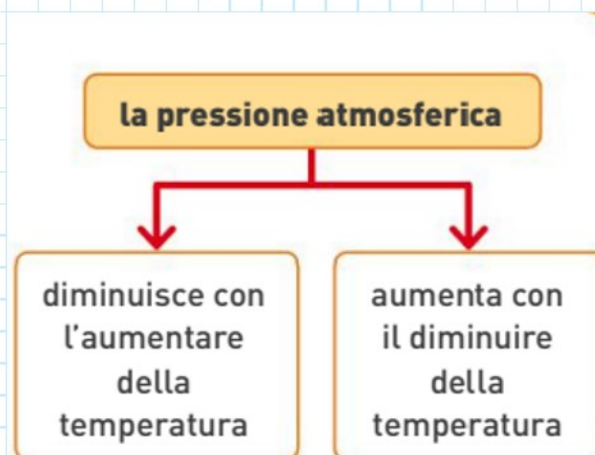 la pressione atmosferica
diminuisce con
l'aumentare
della
temperatura
aumenta con
il diminuire
della
temperatura